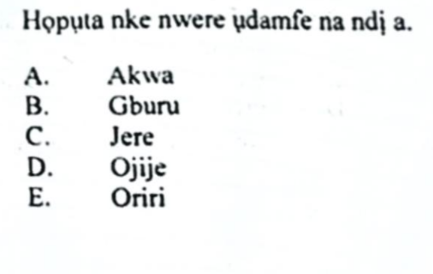 Họpụta nke nwere ụdamfe na ndị a.
A. Akwa
B. Gburu
C. Jere
D. Ojije
E. Oriri